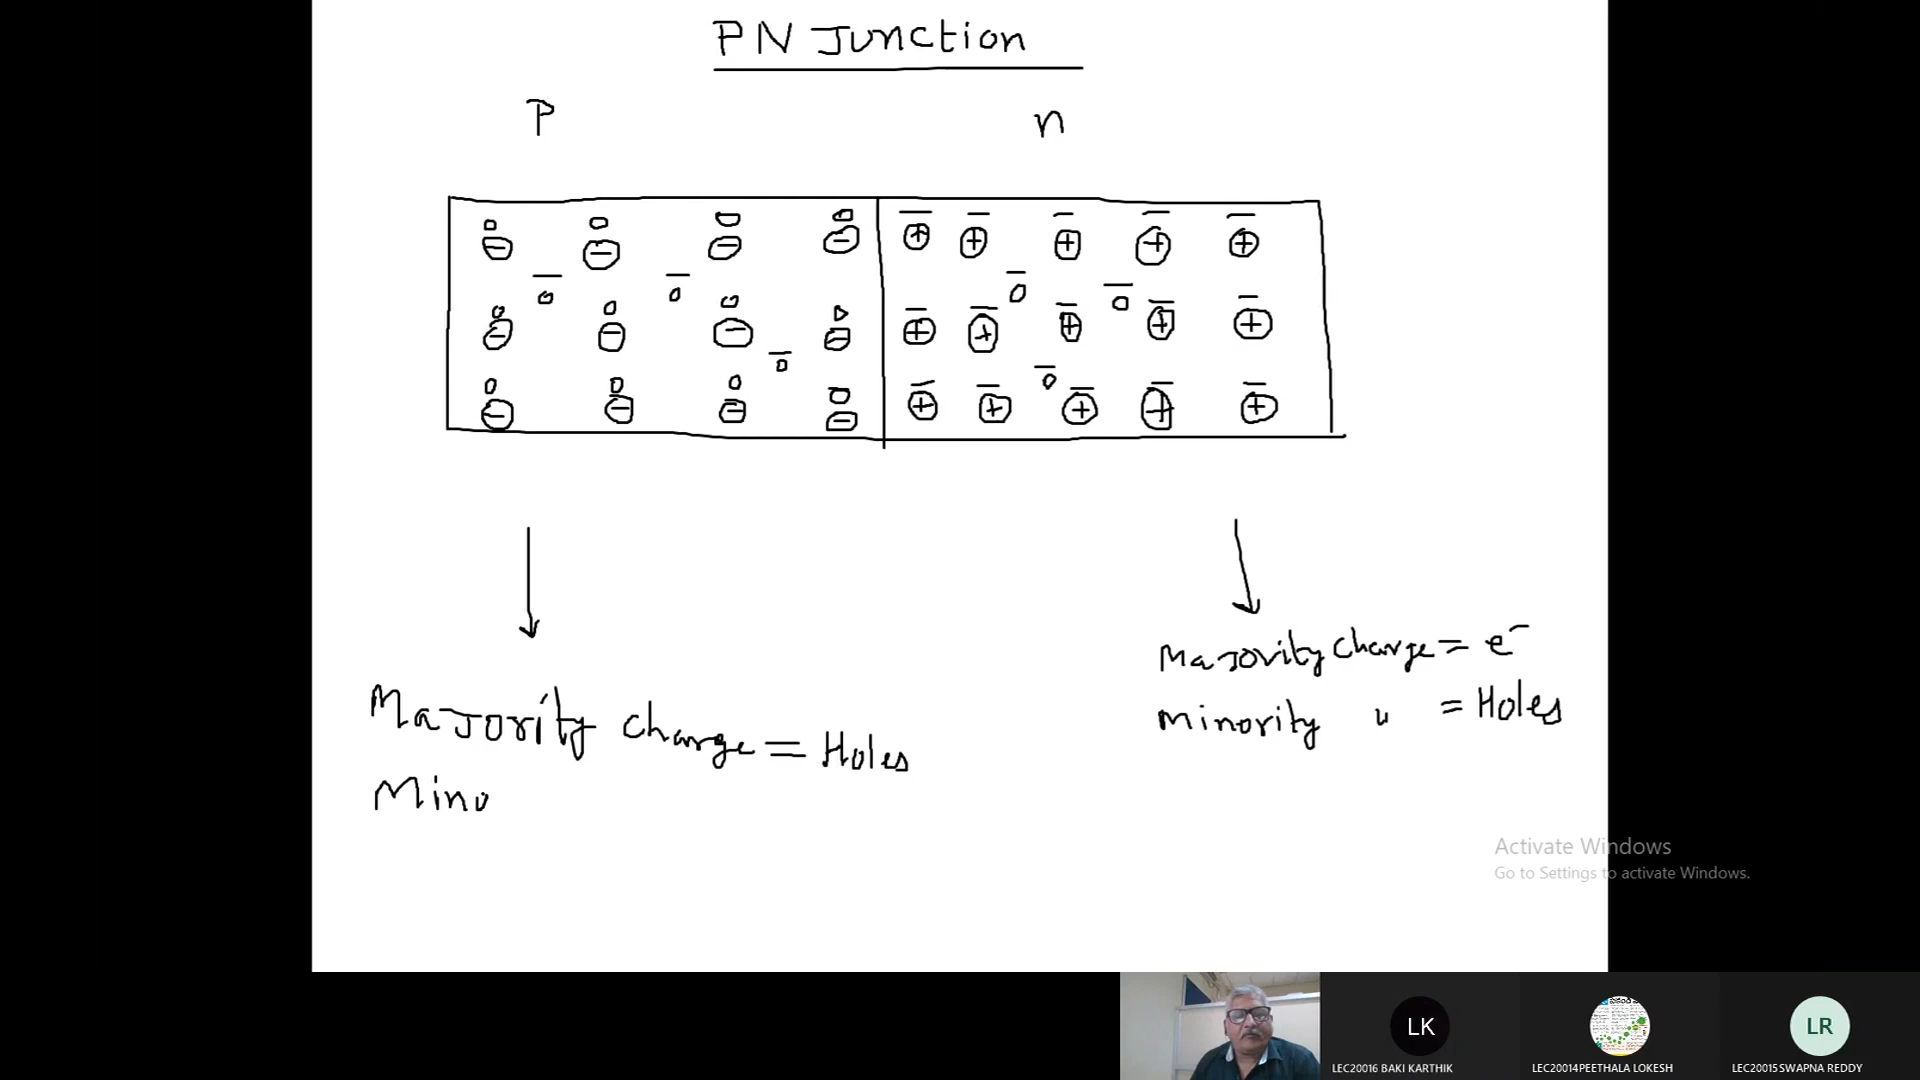 PN Junction
P
n
Majority charge = e⁻
Minority 〃 = Holes
Majority charge = Holes
Mino
Activate Windows
Go to Settings to activate Windows.
LK
LR
LEC20016 BAKI KARTHIK
LEC20014PEETHALA LOKESH
LEC20015SWAPNA REDDY